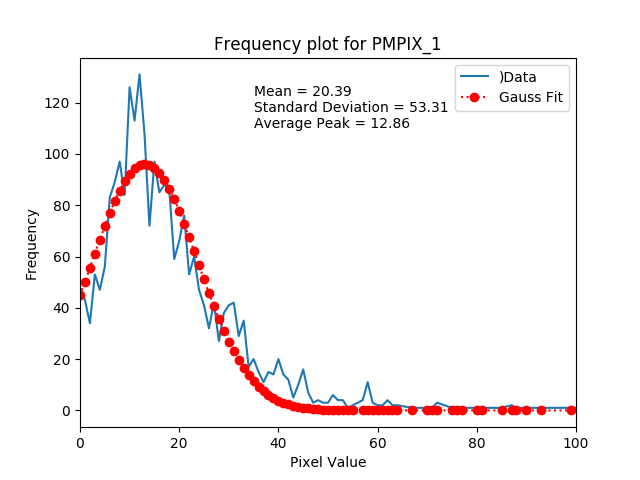 Frequency plot for PMPIX_1
Mean = 20.39
Standard Deviation = 53.31
Average Peak = 12.86
)Data
Gauss Fit
Frequency
120
100
80
60
40
20
0
0 20 40 60 80 100
Pixel Value